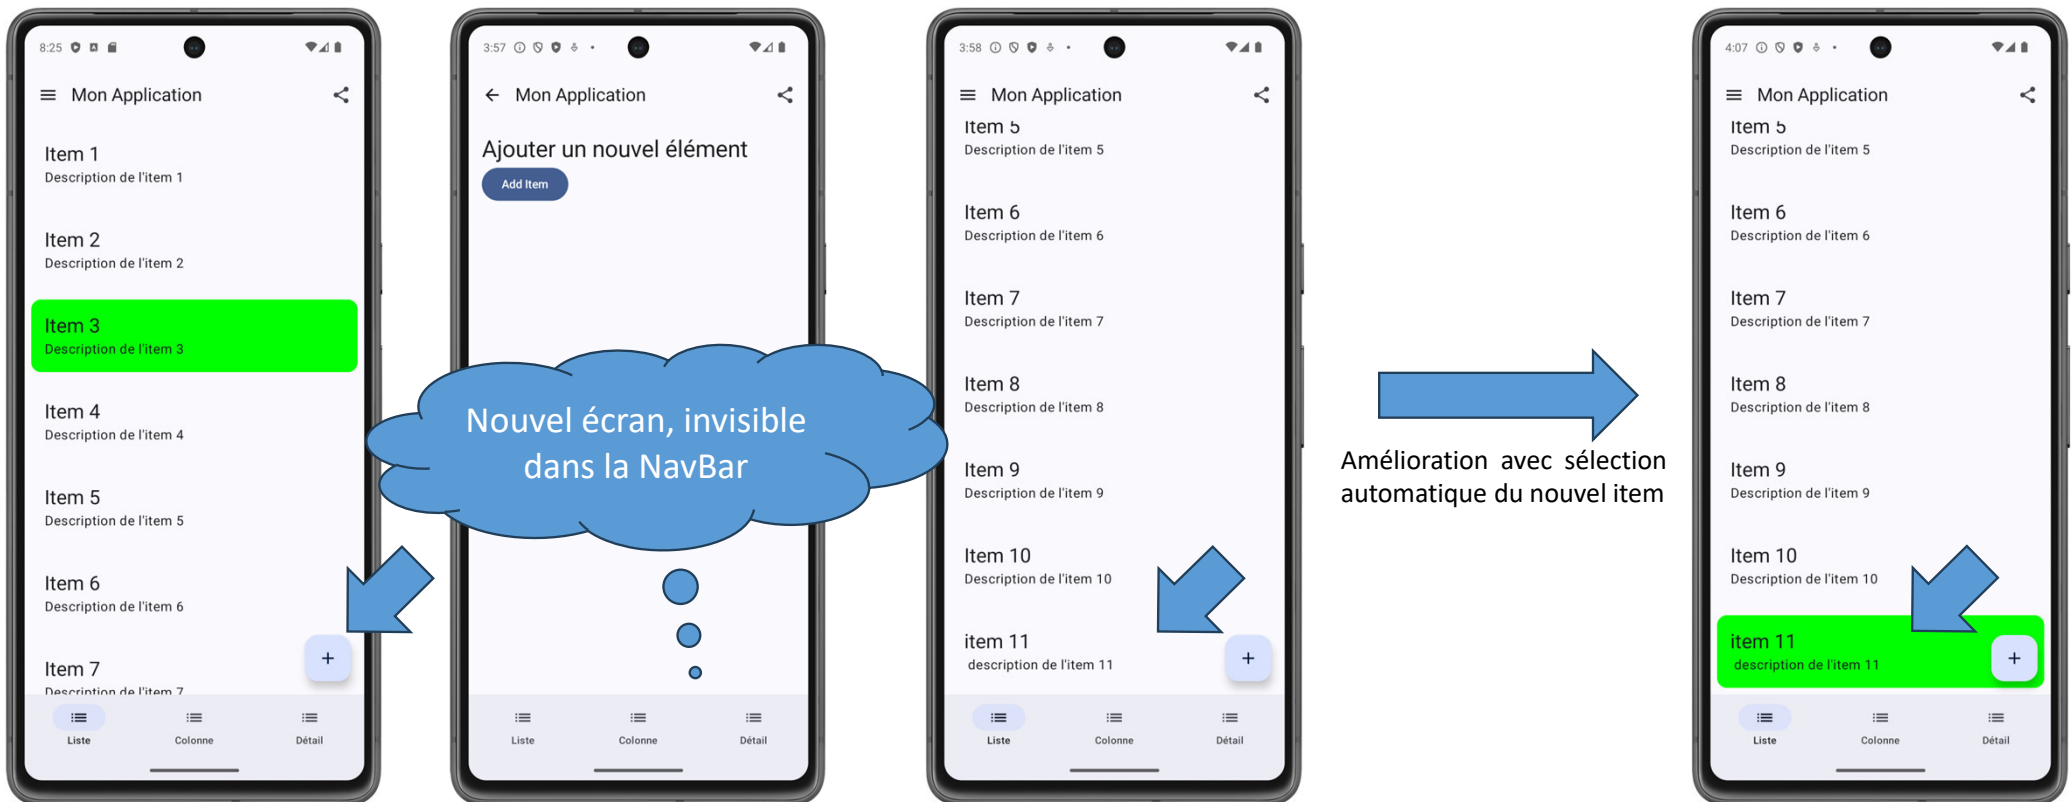 8:25
Mon Application
Item 1
Description de l'item 1
Item 2
Description de l'item 2
Item 3
Description de l'item 3
Item 4
Description de l'item 4
Item 5
Description de l'item 5
Item 6
Description de l'item 6
Item 7
Description de l'item 7
+
Liste
Colonne
Détail
3:57
Mon Application
Ajouter un nouvel élément
Add Item
Nouvel écran, invisible
dans la NavBar
Liste
Colonne
Détail
3:58
Mon Application
Item 5
Description de l'item 5
Item 6
Description de l'item 6
Item 7
Description de l'item 7
Item 8
Description de l'item 8
Item 9
Description de l'item 9
Item 10
Description de l'item 10
item 11
description de l'item 11
+
Liste
Colonne
Détail
Amélioration avec sélection
automatique du nouvel item
4:07
Mon Application
Item 5
Description de l'item 5
Item 6
Description de l'item 6
Item 7
Description de l'item 7
Item 8
Description de l'item 8
Item 9
Description de l'item 9
Item 10
Description de l'item 10
item 11
description de l'item 11
+
Liste
Colonne
Détail